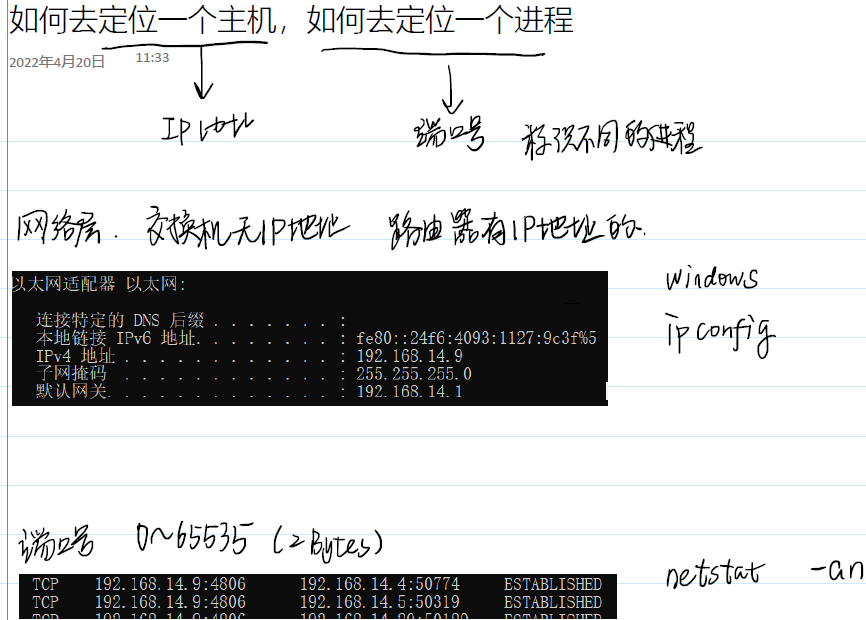 如何去定位一个主机，如何去定位一个进程
2022年4月20日 11:33
IP地址
端口号 标识不同的进程
网络层. 交换机无IP地址 路由器有IP地址的.
以太网适配器 以太网:
windows
连接特定的 DNS 后缀 . . . . . . . :
本地链接 IPv6 地址. . . . . . . . : fe80::24f6:4093:1127:9c3f%5
ipconfig
IPv4 地址 . . . . . . . . . . . . : 192.168.14.9
子网掩码 . . . . . . . . . . . . : 255.255.255.0
默认网关. . . . . . . . . . . . . : 192.168.14.1
端口号 0~65535 (2Bytes)
netstat -an
TCP 192.168.14.9:4806 192.168.14.4:50774 ESTABLISHED
TCP 192.168.14.9:4806 192.168.14.5:50319 ESTABLISHED